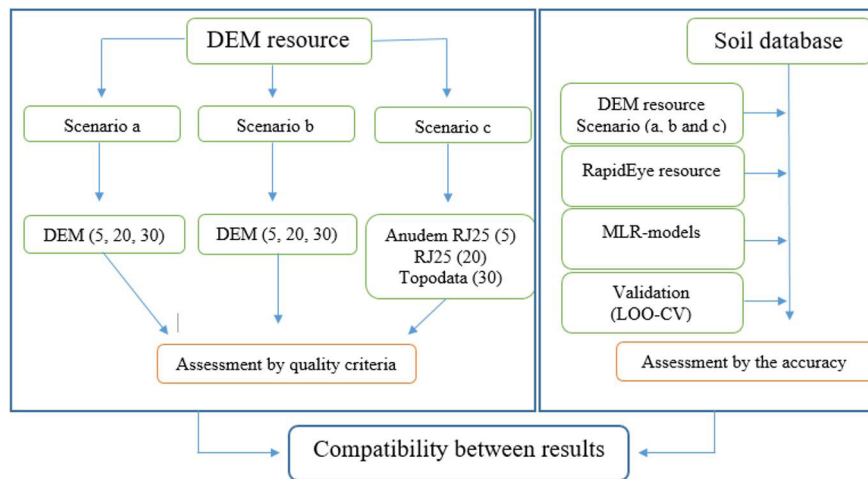 DEM resource
Scenario a
Scenario b
Scenario c
DEM (5, 20, 30)
DEM (5, 20, 30)
Anudem RJ25 (5)
RJ25 (20)
Topodata (30)
Assessment by quality criteria
Soil database
DEM resource
Scenario (a, b and c)
RapidEye resource
MLR-models
Validation
(LOO-CV)
Assessment by the accuracy
Compatibility between results